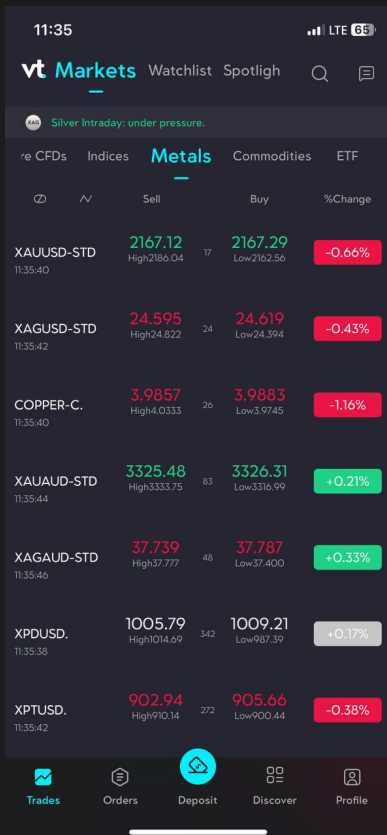 11:35 LTE 65
vt Markets Watchlist Spotligh
XAG Silver Intraday: under pressure.
re CFDs Indices Metals Commodities ETF
Sell Buy %Change
XAUUSD-STD 2167.12 17 2167.29 -0.66%
11:35:40 High2186.04 Low2162.56
XAGUSD-STD 24.595 24 24.619 -0.43%
11:35:42 High24.822 Low24.394
COPPER-C. 3.9857 26 3.9883 -1.16%
11:35:40 High4.0333 Low3.9745
XAUAUD-STD 3325.48 83 3326.31 +0.21%
11:35:44 High3333.75 Low3316.99
XAGAUD-STD 37.739 48 37.787 +0.33%
11:35:46 High37.777 Low37.400
XPDUSD. 1005.79 342 1009.21 +0.17%
11:35:38 High1014.69 Low987.39
XPTUSD. 902.94 272 905.66 -0.38%
11:35:42 High910.14 Low900.44
Trades Orders Deposit Discover Profile